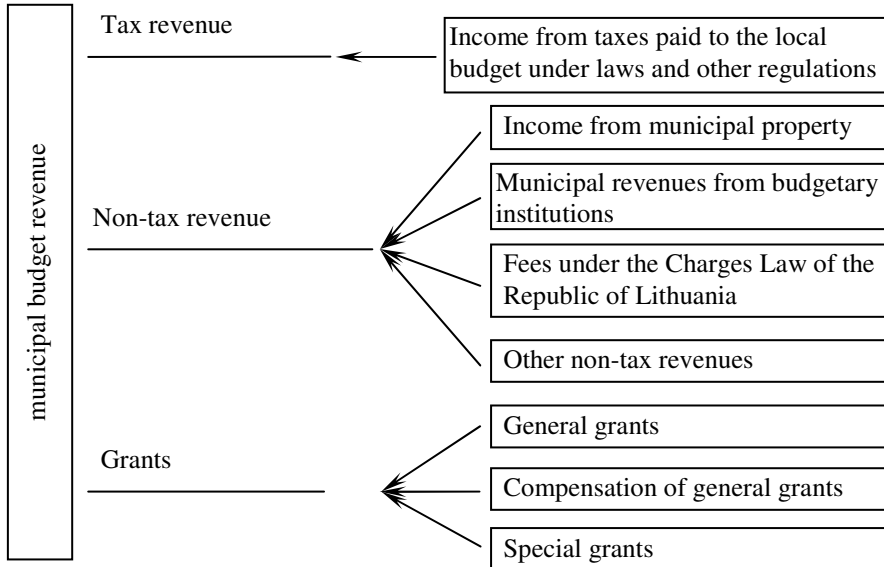 municipal budget revenue
Tax revenue
Income from taxes paid to the local
budget under laws and other regulations
Non-tax revenue
Income from municipal property
Municipal revenues from budgetary
institutions
Fees under the Charges Law of the
Republic of Lithuania
Other non-tax revenues
Grants
General grants
Compensation of general grants
Special grants